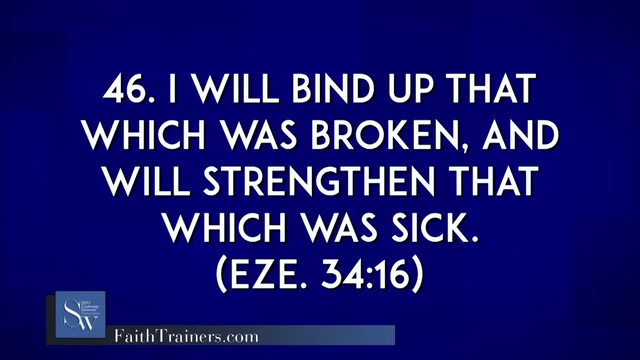 46. I WILL BIND UP THAT
WHICH WAS BROKEN, AND
WILL STRENGTHEN THAT
WHICH WAS SICK.
(EZE. 34:16)
SW
FaithTrainers.com